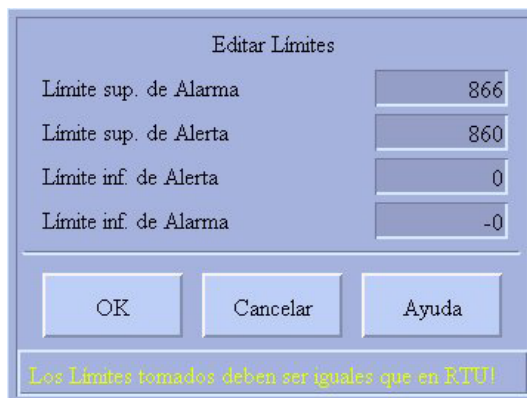 Editar Límites
Límite sup. de Alarma 866
Límite sup. de Alerta 860
Límite inf. de Alerta 0
Límite inf. de Alarma -0
OK Cancelar Ayuda
Los Límites tomados deben ser iguales que en RTU!